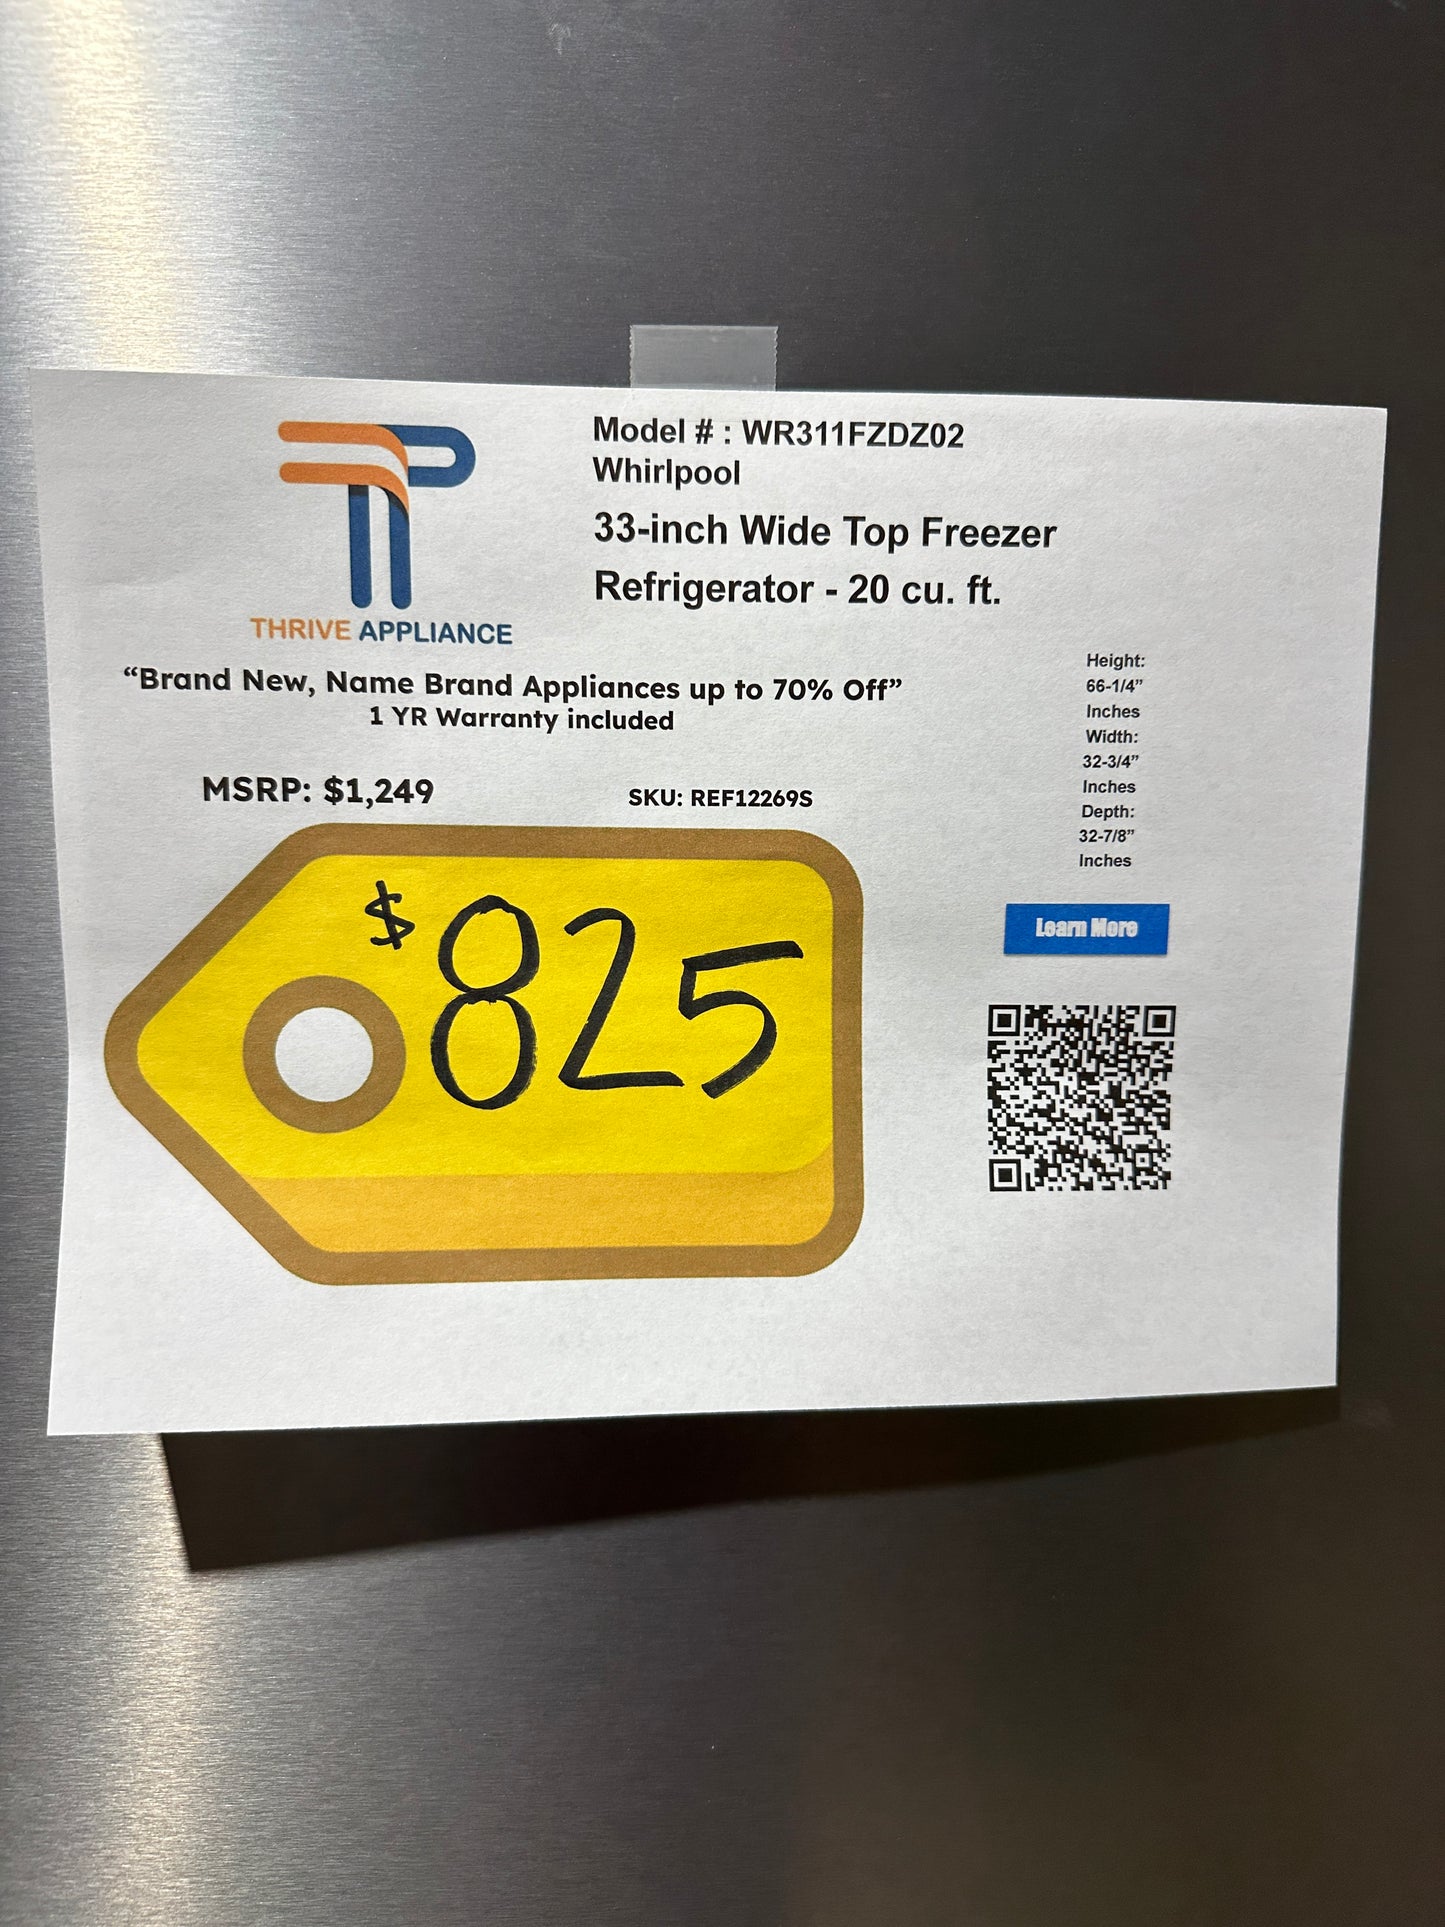 Model # : WR311FZDZ02
Whirlpool
33-inch Wide Top Freezer
Refrigerator - 20 cu. ft.
THRIVE APPLIANCE
“Brand New, Name Brand Appliances up to 70% Off”
1 YR Warranty included
MSRP: $1,249
SKU: REF12269S
$825
Height:
66-1/4”
Inches
Width:
32-3/4”
Inches
Depth:
32-7/8”
Inches
Learn More